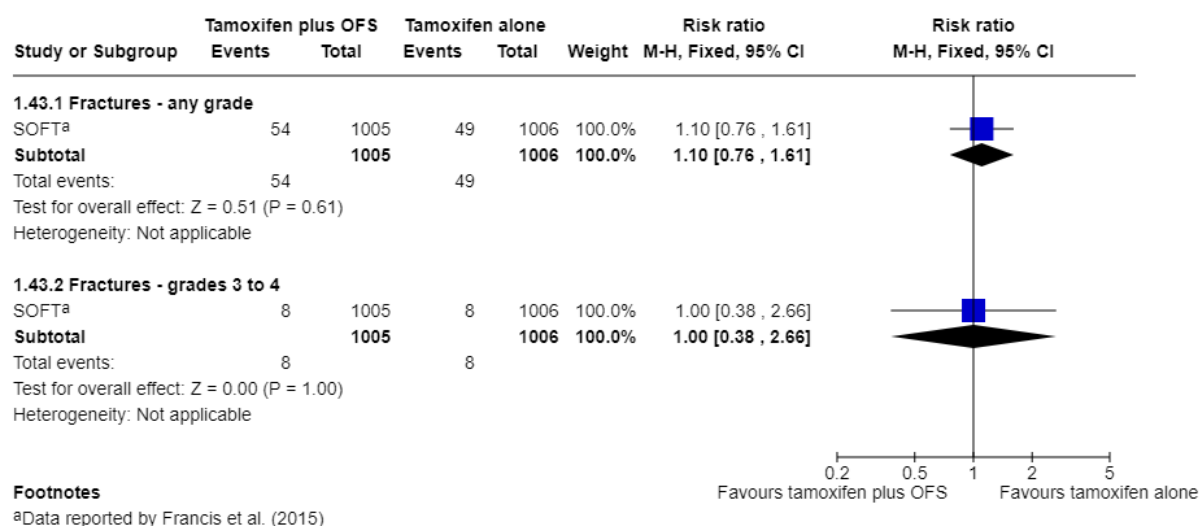 Tamoxifen plus OFS Tamoxifen alone Risk ratio Risk ratio
Study or Subgroup Events Total Events Total Weight M-H, Fixed, 95% CI M-H, Fixed, 95% CI
1.43.1 Fractures - any grade
SOFTª 54 1005 49 1006 100.0% 1.10 [0.76 , 1.61]
Subtotal 1005 1006 100.0% 1.10 [0.76 , 1.61]
Total events: 54 49
Test for overall effect: Z = 0.51 (P = 0.61)
Heterogeneity: Not applicable
1.43.2 Fractures - grades 3 to 4
SOFTª 8 1005 8 1006 100.0% 1.00 [0.38 , 2.66]
Subtotal 1005 1006 100.0% 1.00 [0.38 , 2.66]
Total events: 8 8
Test for overall effect: Z = 0.00 (P = 1.00)
Heterogeneity: Not applicable
0.2 0.5 1 2 5
Favours tamoxifen plus OFS Favours tamoxifen alone
Footnotes
ªData reported by Francis et al. (2015)